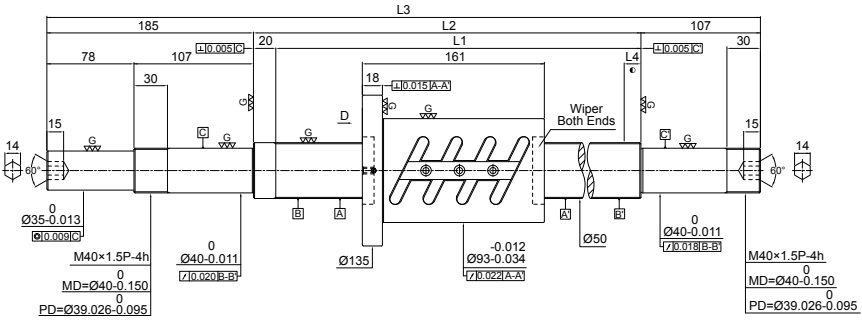 L3
185
L2
107
20
L1
⊥ 0.005 C
⊥ 0.005 C'
78
107
161
L4
30
30
18
⊥ 0.015 A-A'
G
G
G
D
G
Wiper
Both Ends
15
15
G
G
G
G
C
C'
14
60°
60°
14
B
A
A'
B'
0
Ø35-0.013
◎ 0.009 C
M40×1.5P-4h
0
MD=Ø40-0.150
0
PD=Ø39.026-0.095
0
Ø40-0.011
↗ 0.020 B-B'
Ø135
-0.012
Ø93-0.034
↗ 0.022 A-A'
Ø50
0
Ø40-0.011
↗ 0.018 B-B'
M40×1.5P-4h
0
MD=Ø40-0.150
0
PD=Ø39.026-0.095